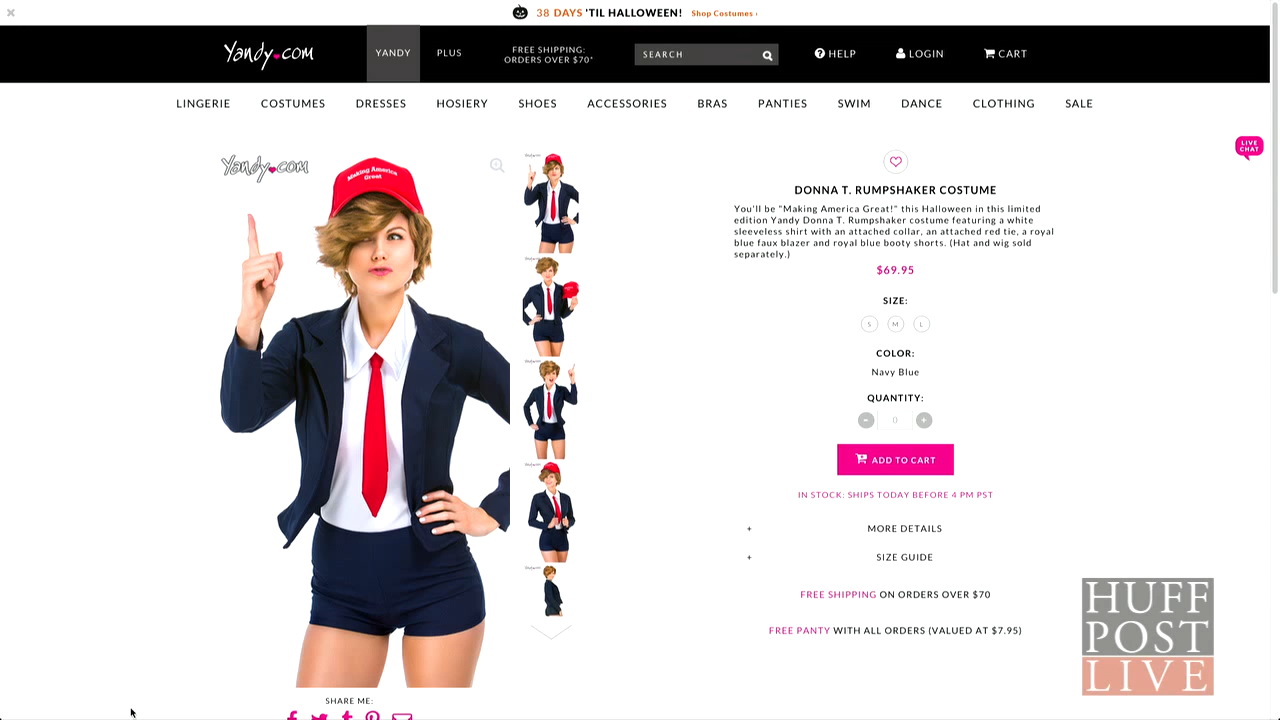 38 DAYS 'TIL HALLOWEEN! Shop Costumes ›
Yandy.com
YANDY
PLUS
FREE SHIPPING:
ORDERS OVER $70*
SEARCH
HELP
LOGIN
CART
LINGERIE COSTUMES DRESSES HOSIERY SHOES ACCESSORIES BRAS PANTIES SWIM DANCE CLOTHING SALE
LIVE
CHAT
Yandy.com
Making America
Great
DONNA T. RUMPSHAKER COSTUME
You'll be "Making America Great!" this Halloween in this limited
edition Yandy Donna T. Rumpshaker costume featuring a white
sleeveless shirt with an attached collar, an attached red tie, a royal
blue faux blazer and royal blue booty shorts. (Hat and wig sold
separately.)
$69.95
SIZE:
S M L
COLOR:
Navy Blue
QUANTITY:
- 0 +
ADD TO CART
IN STOCK: SHIPS TODAY BEFORE 4 PM PST
+ MORE DETAILS
+ SIZE GUIDE
FREE SHIPPING ON ORDERS OVER $70
FREE PANTY WITH ALL ORDERS (VALUED AT $7.95)
SHARE ME:
HUFF
POST
LIVE